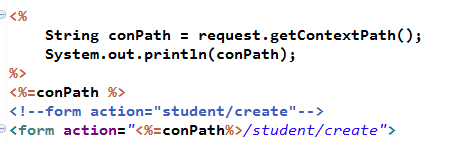 <%
String conPath = request.getContextPath();
System.out.println(conPath);
%>
<%=conPath %>
<!--form action="student/create"-->
<form action="<%=conPath%>/student/create">